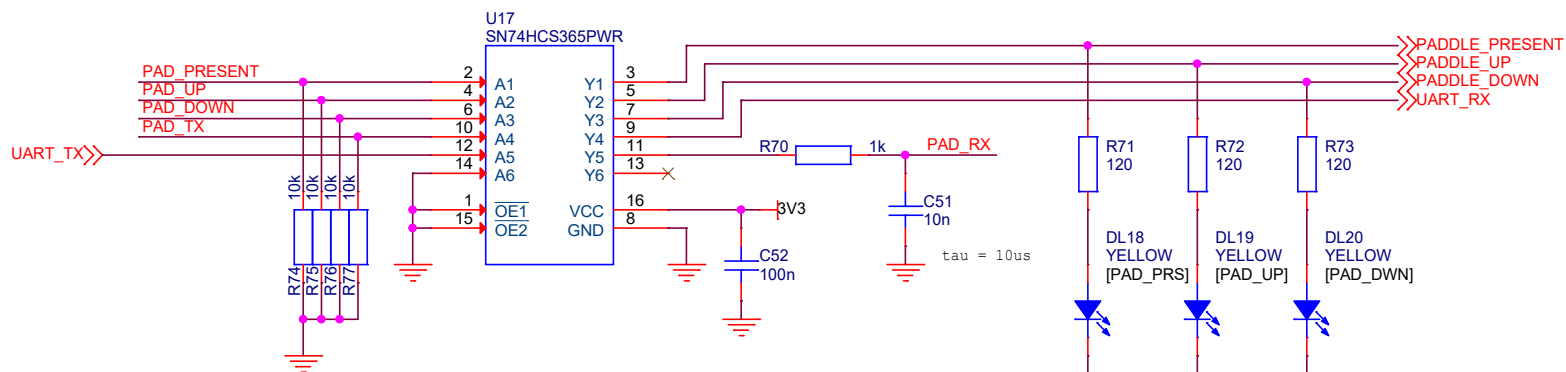 U17
SN74HCS365PWR
PAD_PRESENT
PAD_UP
PAD_DOWN
PAD_TX
UART_TX
2
4
6
10
12
14
1
15
A1
A2
A3
A4
A5
A6
OE1
OE2
Y1
Y2
Y3
Y4
Y5
Y6
VCC
GND
3
5
7
9
11
13
16
8
PADDLE_PRESENT
PADDLE_UP
PADDLE_DOWN
UART_RX
R70
1k
PAD_RX
3V3
C51
10n
C52
100n
tau = 10us
10k
10k
10k
10k
R74
R75
R76
R77
R71
120
R72
120
R73
120
DL18
YELLOW
[PAD_PRS]
DL19
YELLOW
[PAD_UP]
DL20
YELLOW
[PAD_DWN]